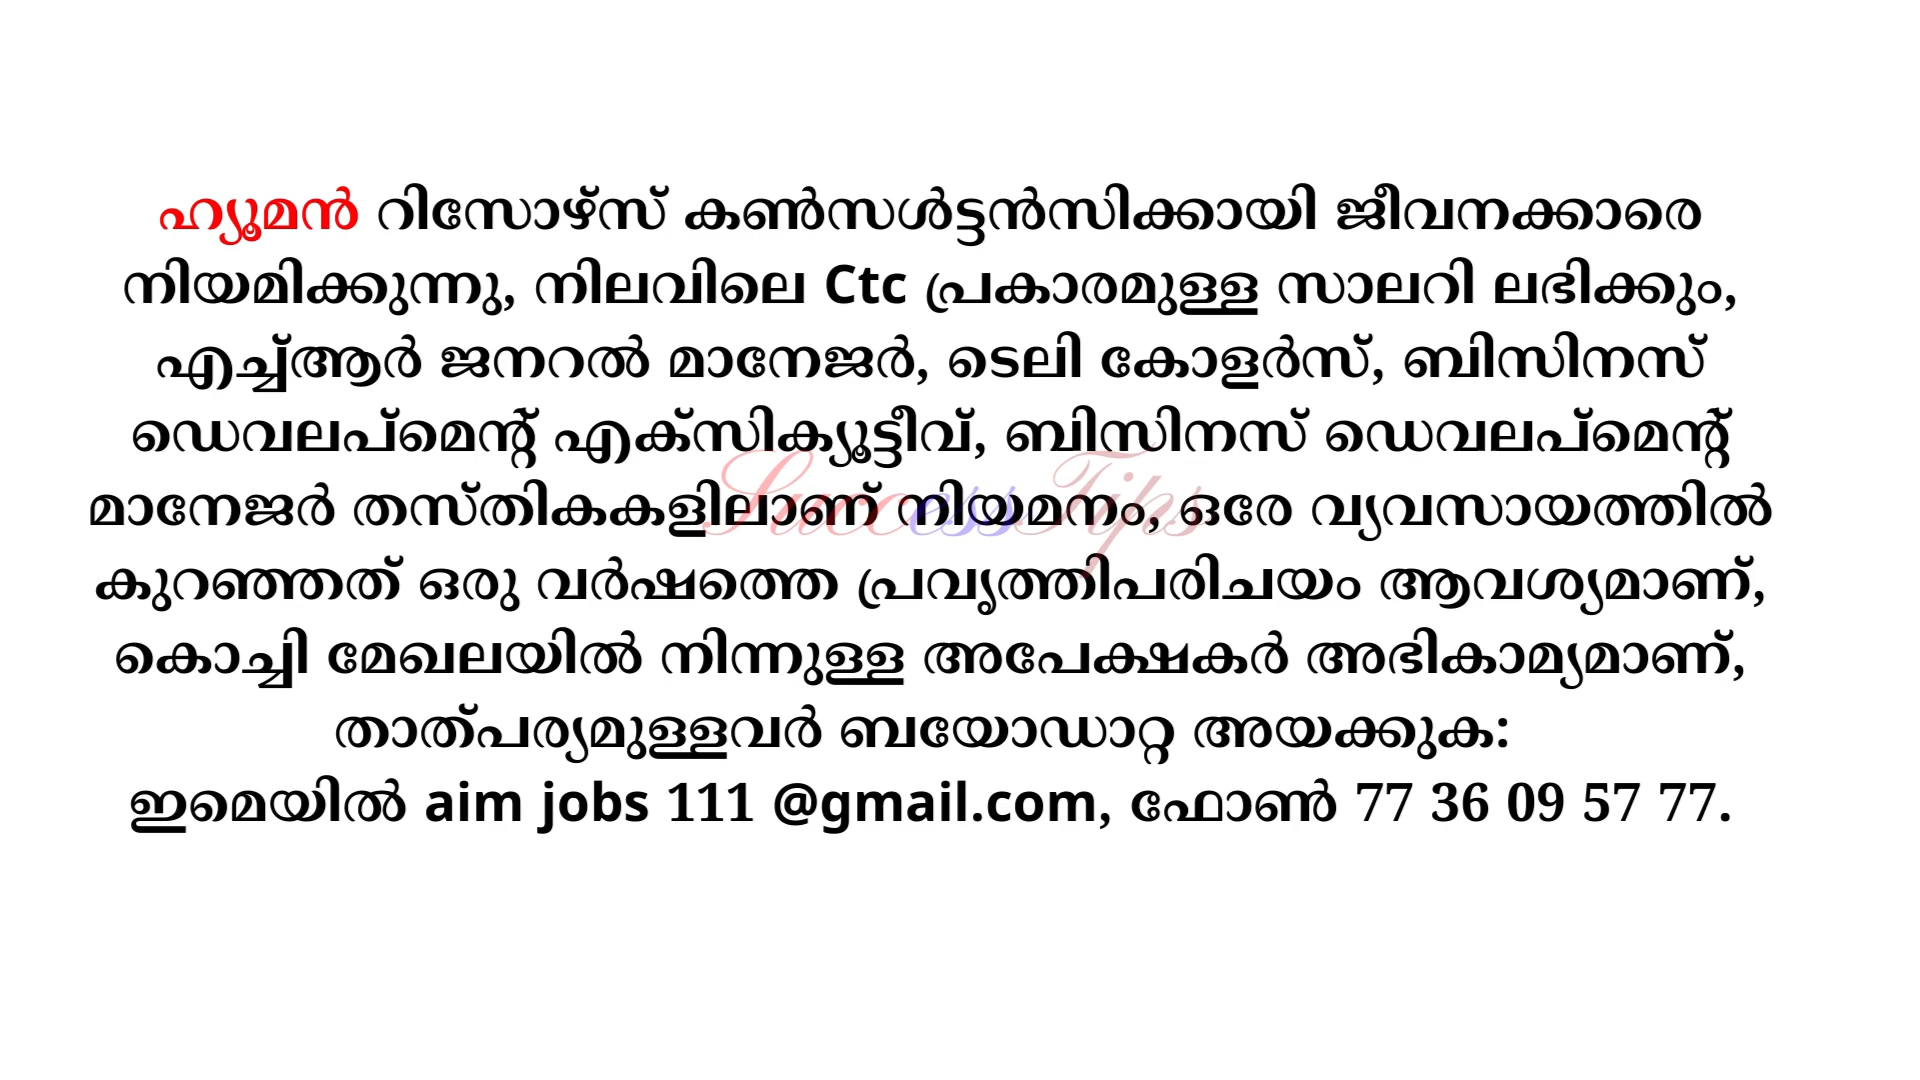 ഹ്യൂമൻ റിസോഴ്സ് കൺസൾട്ടൻസിക്കായി ജീവനക്കാരെ
നിയമിക്കുന്നു, നിലവിലെ Ctc പ്രകാരമുള്ള സാലറി ലഭിക്കും,
എച്ച്ആർ ജനറൽ മാനേജർ, ടെലി കോളർസ്, ബിസിനസ്
ഡെവലപ്മെന്റ് എക്സിക്യൂട്ടീവ്, ബിസിനസ് ഡെവലപ്മെന്റ്
മാനേജർ തസ്തികകളിലാണ് നിയമനം, ഒരേ വ്യവസായത്തിൽ
Success Tips
കുറഞ്ഞത് ഒരു വർഷത്തെ പ്രവൃത്തിപരിചയം ആവശ്യമാണ്,
കൊച്ചി മേഖലയിൽ നിന്നുള്ള അപേക്ഷകർ അഭികാമ്യമാണ്,
താത്പര്യമുള്ളവർ ബയോഡാറ്റ അയക്കുക:
ഇമെയിൽ aim jobs 111 @gmail.com, ഫോൺ 77 36 09 57 77.